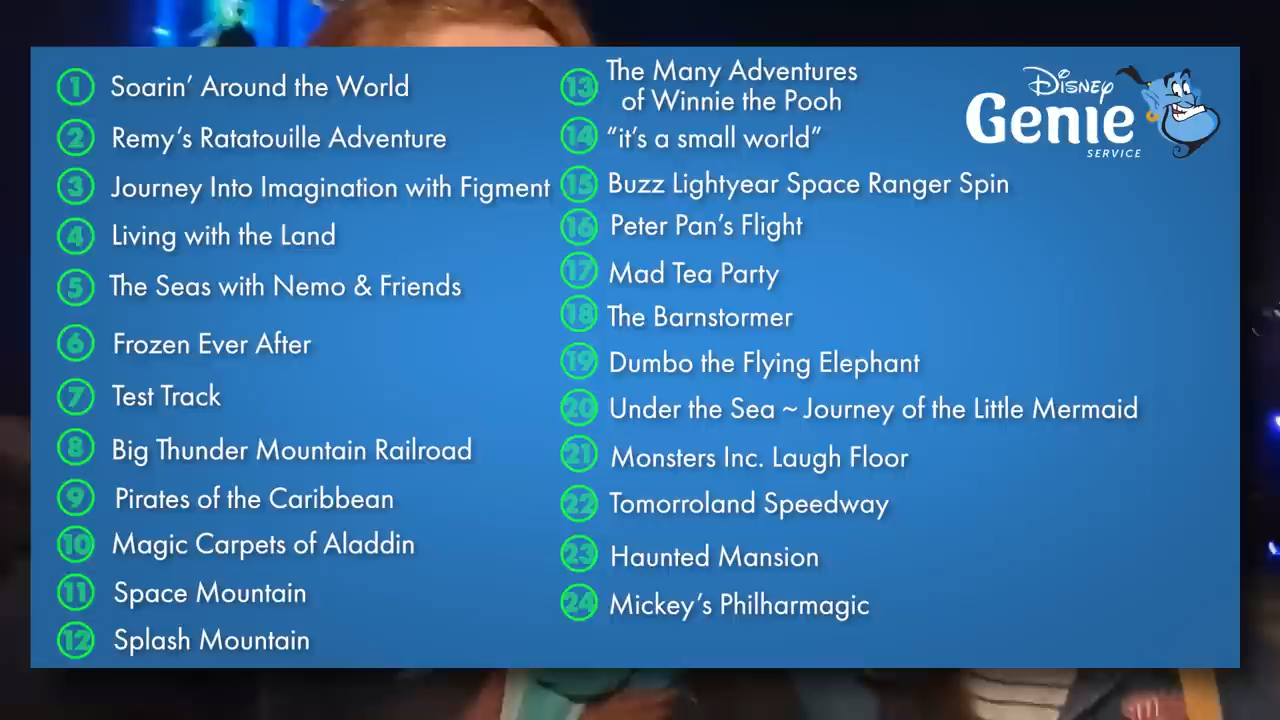 1 Soarin' Around the World
2 Remy's Ratatouille Adventure
3 Journey Into Imagination with Figment
4 Living with the Land
5 The Seas with Nemo & Friends
6 Frozen Ever After
7 Test Track
8 Big Thunder Mountain Railroad
9 Pirates of the Caribbean
10 Magic Carpets of Aladdin
11 Space Mountain
12 Splash Mountain
13 The Many Adventures
of Winnie the Pooh
14 "it's a small world"
15 Buzz Lightyear Space Ranger Spin
16 Peter Pan's Flight
17 Mad Tea Party
18 The Barnstormer
19 Dumbo the Flying Elephant
20 Under the Sea ~ Journey of the Little Mermaid
21 Monsters Inc. Laugh Floor
22 Tomorroland Speedway
23 Haunted Mansion
24 Mickey's Philharmagic
Disney
Genie
SERVICE